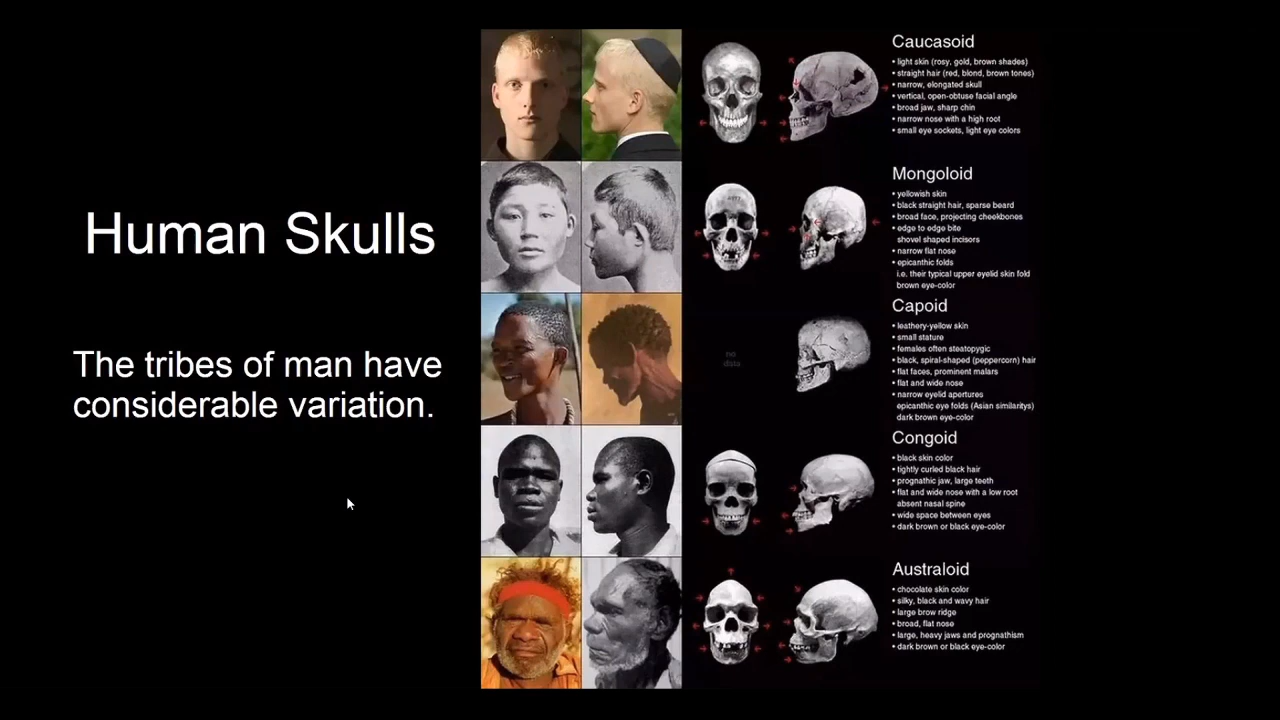 Human Skulls
The tribes of man have
considerable variation.
Caucasoid
• light skin (rosy, gold, brown shades)
• straight hair (red, blond, brown tones)
• narrow, elongated skull
• vertical, open-obtuse facial angle
• broad jaw, sharp chin
• narrow nose with a high root
• small eye sockets, light eye colors
Mongoloid
• yellowish skin
• black straight hair, sparse beard
• broad face, projecting cheekbones
• edge to edge bite
shovel shaped incisors
• narrow flat nose
• epicanthic folds
i.e. their typical upper eyelid skin fold
brown eye-color
no
data
Capoid
• leathery-yellow skin
• small stature
• females often steatopygic
• black, spiral-shaped (peppercorn) hair
• flat faces, prominent malars
• flat and wide nose
• narrow eyelid apertures
epicanthic eye folds (Asian similaritys)
dark brown eye-color
Congoid
• black skin color
• tightly curled black hair
• prognathic jaw, large teeth
• flat and wide nose with a low root
absent nasal spine
• wide space between eyes
• dark brown or black eye-color
Australoid
• chocolate skin color
• silky, black and wavy hair
• large brow ridge
• broad, flat nose
• large, heavy jaws and prognathism
• dark brown or black eye-color